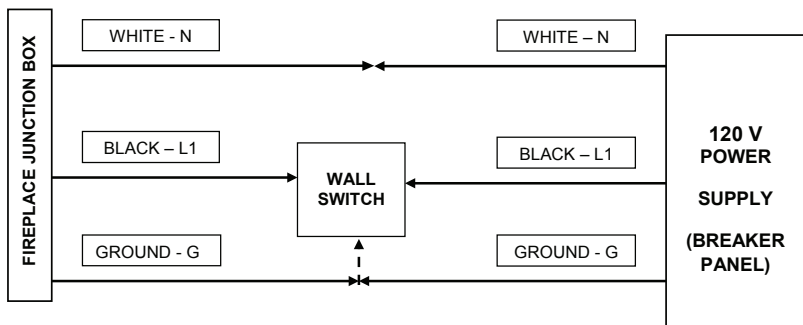 FIREPLACE JUNCTION BOX
WHITE - N
WHITE – N
BLACK – L1
BLACK – L1
WALL
SWITCH
GROUND - G
GROUND - G
120 V
POWER
SUPPLY
(BREAKER
PANEL)